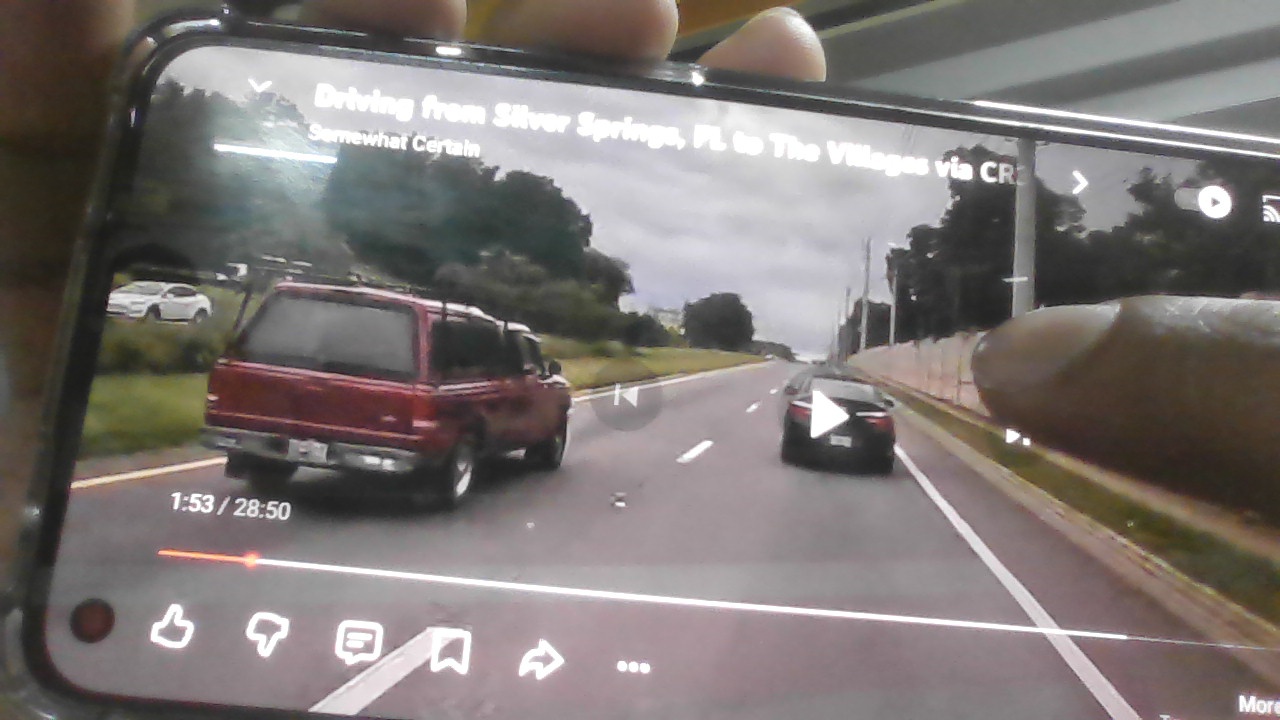 Driving from Silver Springs, FL to The Villages via CR
Somewhat Certain
1:53 / 28:50
More